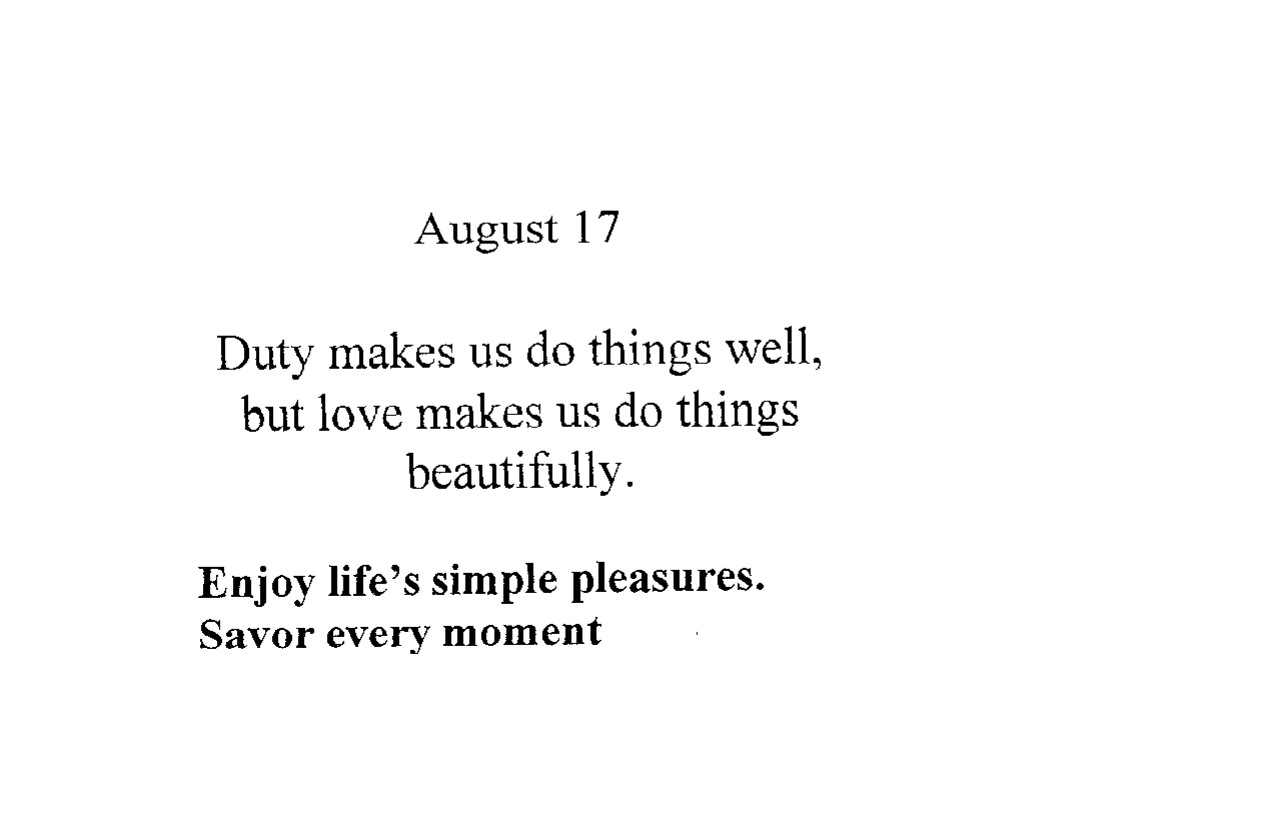 August 17
Duty makes us do things well,
but love makes us do things
beautifully.
Enjoy life’s simple pleasures.
Savor every moment